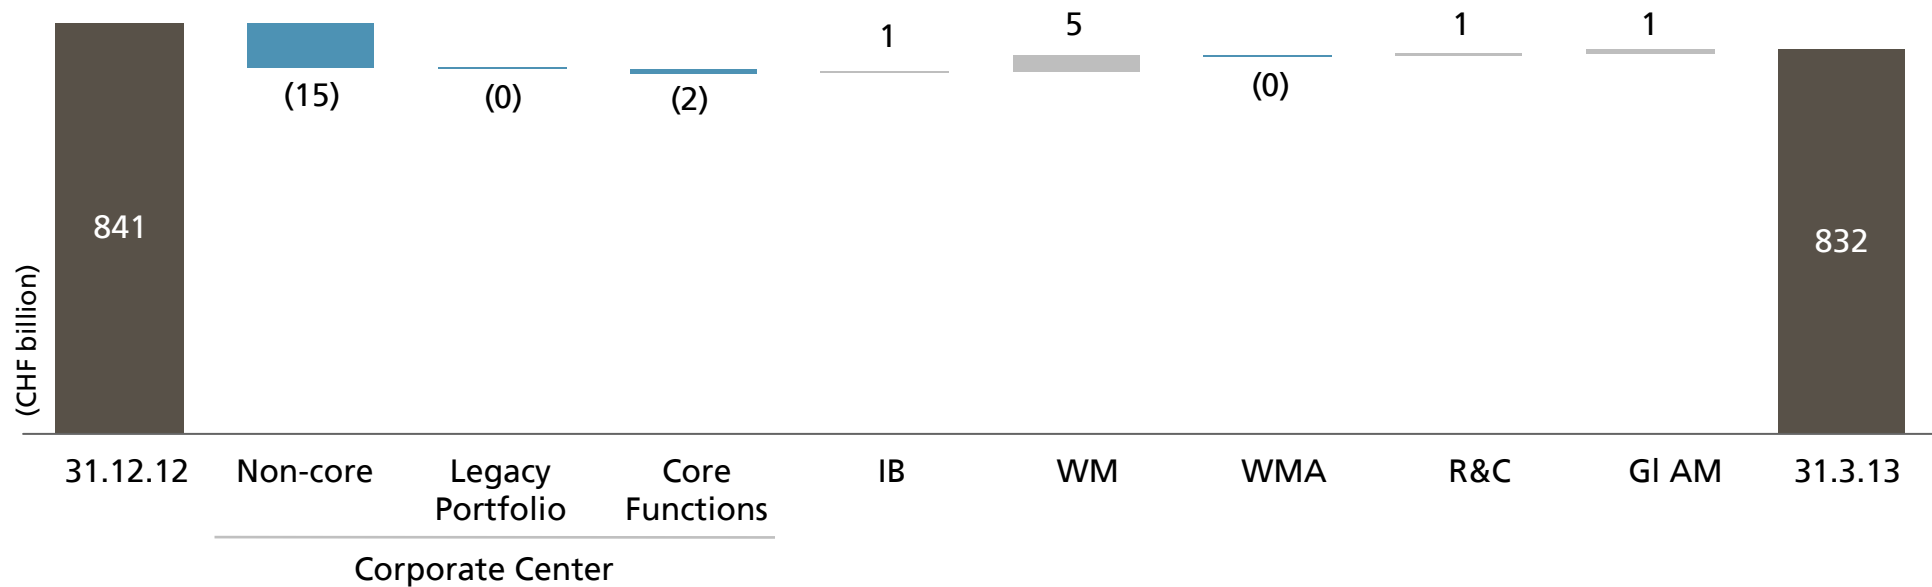 1
5
1
1
(15)
(0)
(2)
(0)
841
832
(CHF billion)
31.12.12
Non-core
Legacy
Portfolio
Core
Functions
IB
WM
WMA
R&C
Gl AM
31.3.13
Corporate Center